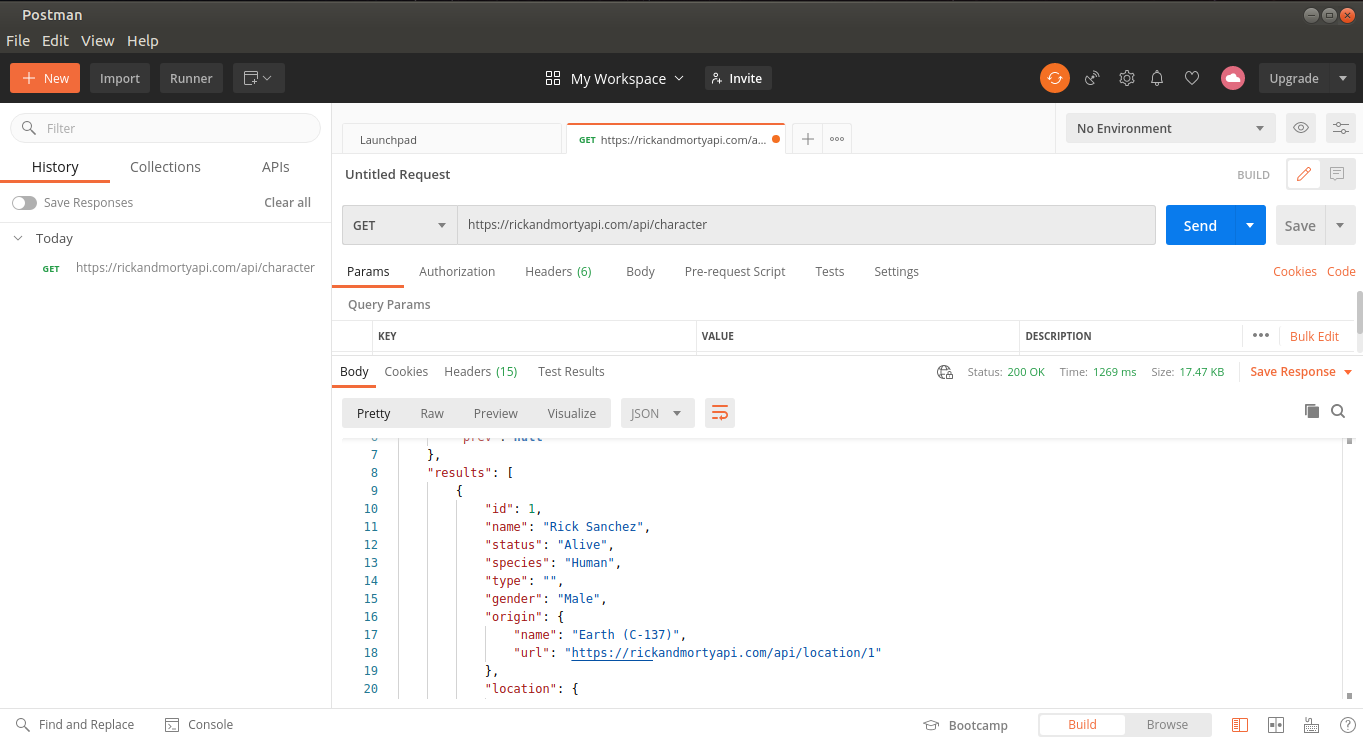 Postman
File Edit View Help
New Import Runner My Workspace Invite Upgrade
Filter
History Collections APIs
Save Responses Clear all
Today
GET https://rickandmortyapi.com/api/character
Launchpad GET https://rickandmortyapi.com/a... No Environment
Untitled Request BUILD
GET https://rickandmortyapi.com/api/character Send Save
Params Authorization Headers (6) Body Pre-request Script Tests Settings Cookies Code
Query Params
KEY VALUE DESCRIPTION Bulk Edit
Body Cookies Headers (15) Test Results Status: 200 OK Time: 1269 ms Size: 17.47 KB Save Response
Pretty Raw Preview Visualize JSON
6 "prev": null
7 },
8 "results": [
9 {
10 "id": 1,
11 "name": "Rick Sanchez",
12 "status": "Alive",
13 "species": "Human",
14 "type": "",
15 "gender": "Male",
16 "origin": {
17 "name": "Earth (C-137)",
18 "url": "https://rickandmortyapi.com/api/location/1"
19 },
20 "location": {
Find and Replace Console Bootcamp Build Browse